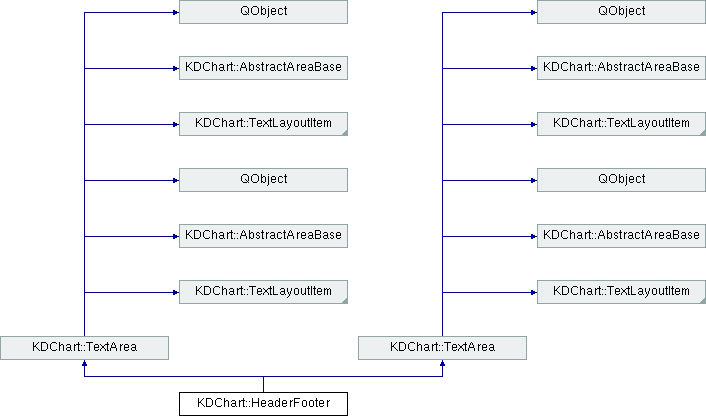 QObject QObject
KDChart::AbstractAreaBase KDChart::AbstractAreaBase
KDChart::TextLayoutItem KDChart::TextLayoutItem
QObject QObject
KDChart::AbstractAreaBase KDChart::AbstractAreaBase
KDChart::TextLayoutItem KDChart::TextLayoutItem
KDChart::TextArea KDChart::TextArea
KDChart::HeaderFooter